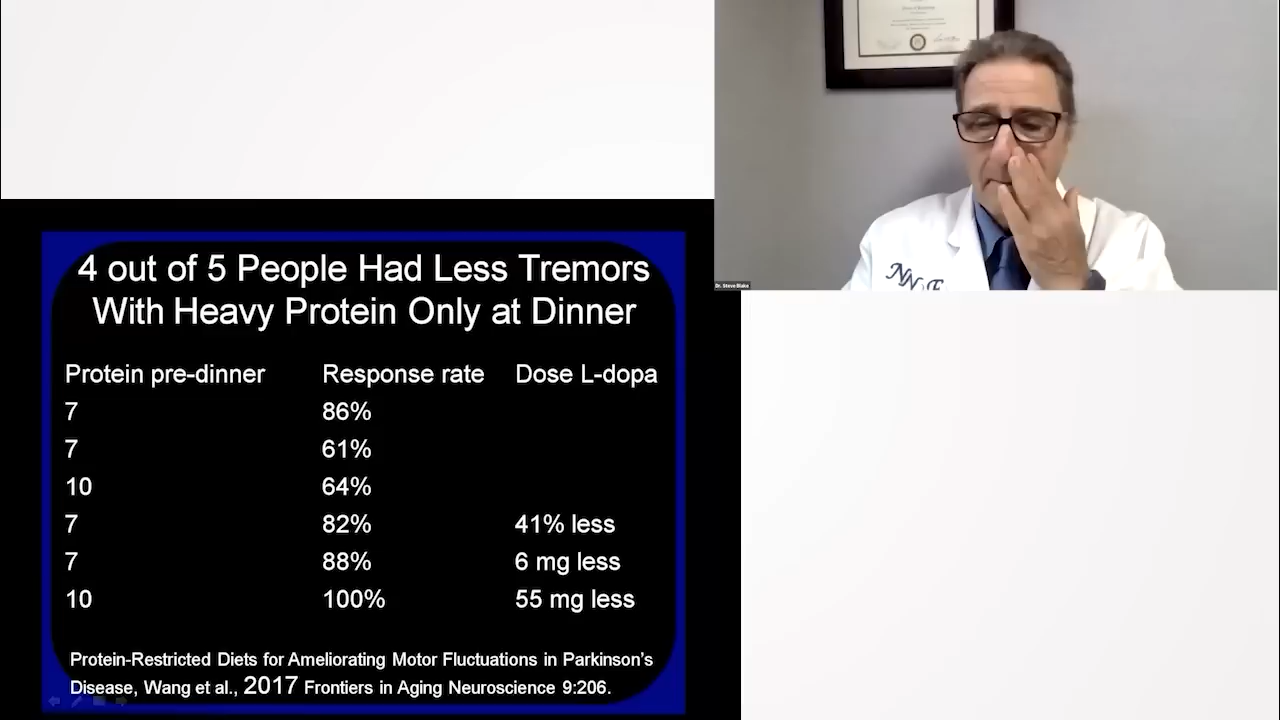 4 out of 5 People Had Less Tremors
With Heavy Protein Only at Dinner
Protein pre-dinner Response rate Dose L-dopa
7 86%
7 61%
10 64%
7 82% 41% less
7 88% 6 mg less
10 100% 55 mg less
Protein-Restricted Diets for Ameliorating Motor Fluctuations in Parkinson's
Disease, Wang et al., 2017 Frontiers in Aging Neuroscience 9:206.
Dr. Steve Blake